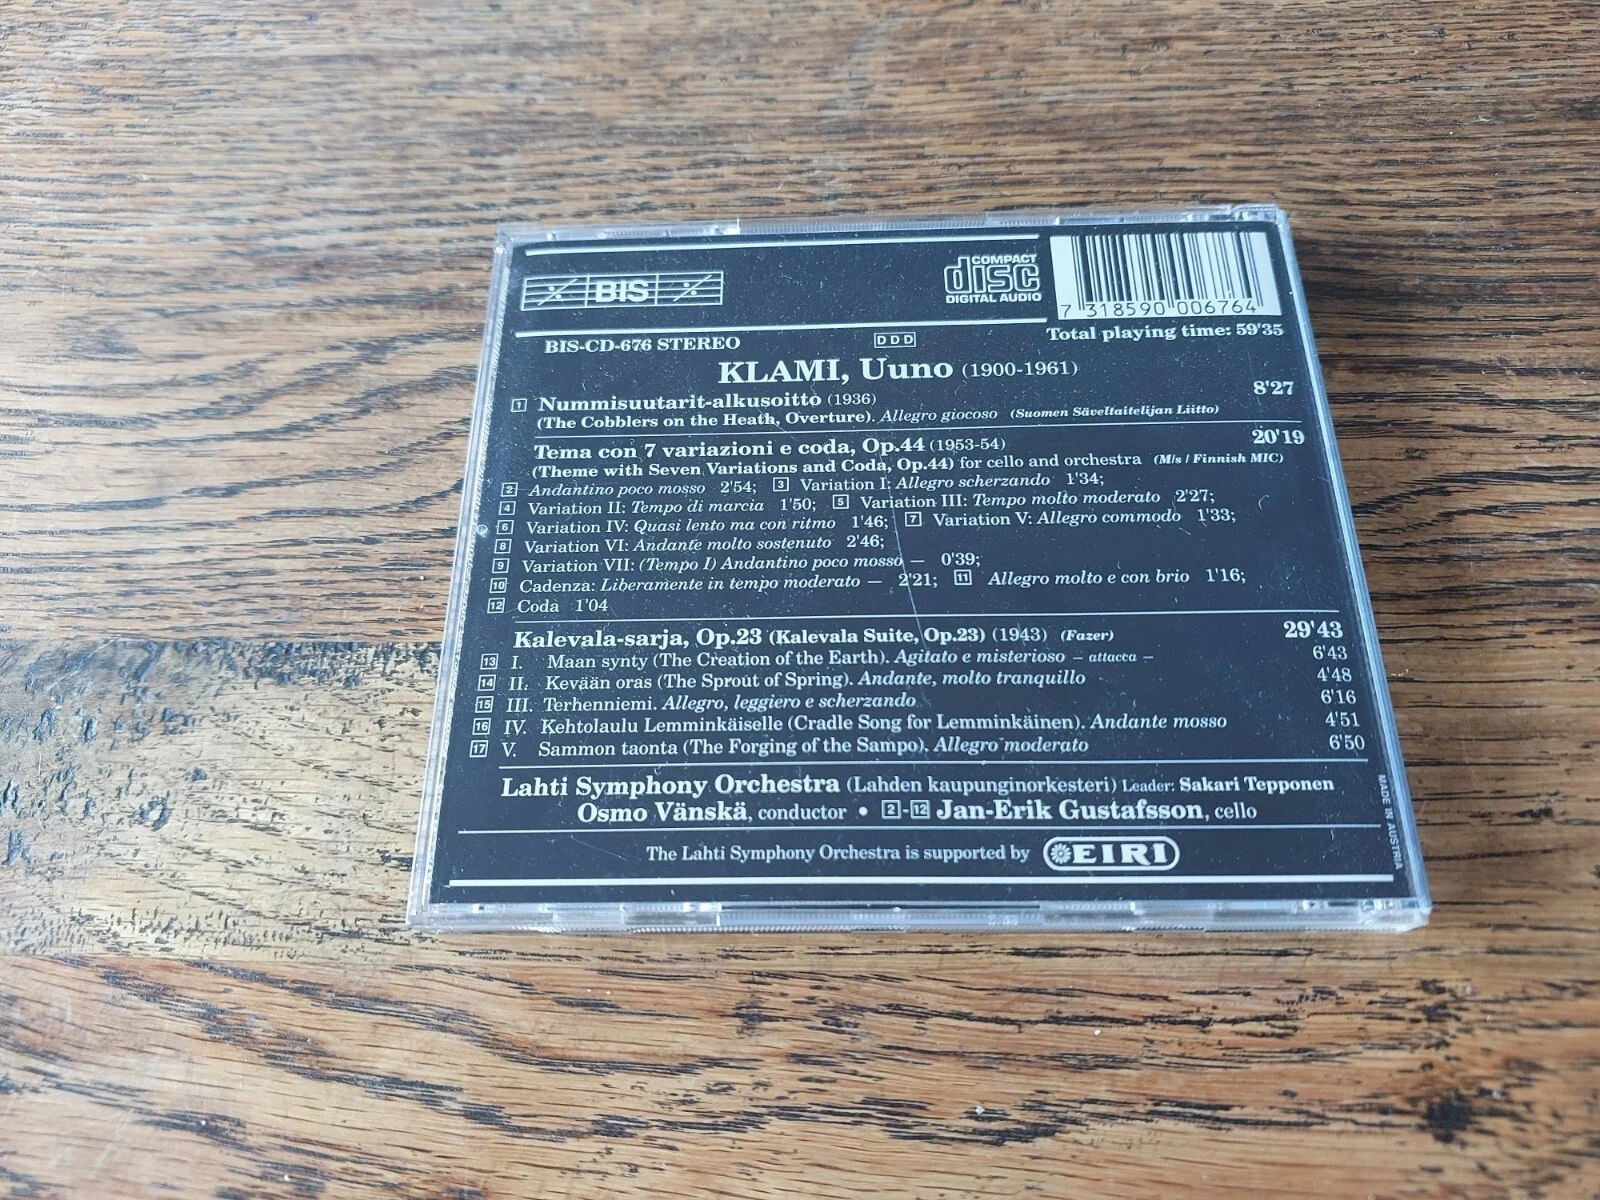 BIS
COMPACT
disc
DIGITAL AUDIO
7 318590 006764
BIS-CD-676 STEREO
DDD
Total playing time: 59'35
KLAMI, Uuno (1900-1961)
1 Nummisuutarit-alkusoitto (1936) 8'27
(The Cobblers on the Heath, Overture). Allegro giocoso (Suomen Säveltaiteilijain Liitto)
Tema con 7 variazioni e coda, Op.44 (1953-54) 20'19
(Theme with Seven Variations and Coda, Op.44) for cello and orchestra (M/s / Finnish MIC)
2 Andantino poco mosso 2'54; 3 Variation I: Allegro scherzando 1'34;
4 Variation II: Tempo di marcia 1'50; 5 Variation III: Tempo molto moderato 2'27;
6 Variation IV: Quasi lento ma con ritmo 1'46; 7 Variation V: Allegro commodo 1'33;
8 Variation VI: Andante molto sostenuto 2'46;
9 Variation VII: (Tempo I) Andantino poco mosso — 0'39;
10 Cadenza: Liberamente in tempo moderato — 2'21; 11 Allegro molto e con brio 1'16;
12 Coda 1'04
Kalevala-sarja, Op.23 (Kalevala Suite, Op.23) (1943) (Fazer) 29'43
13 I. Maan synty (The Creation of the Earth). Agitato e misterioso – attacca – 6'43
14 II. Kevään oras (The Sprout of Spring). Andante, molto tranquillo 4'48
15 III. Terhenniemi. Allegro, leggiero e scherzando 6'16
16 IV. Kehtolaulu Lemminkäiselle (Cradle Song for Lemminkäinen). Andante mosso 4'51
17 V. Sammon taonta (The Forging of the Sampo). Allegro moderato 6'50
Lahti Symphony Orchestra (Lahden kaupunginorkesteri) Leader: Sakari Tepponen
Osmo Vänskä, conductor • 2-12 Jan-Erik Gustafsson, cello
The Lahti Symphony Orchestra is supported by EIRI
MADE IN AUSTRIA